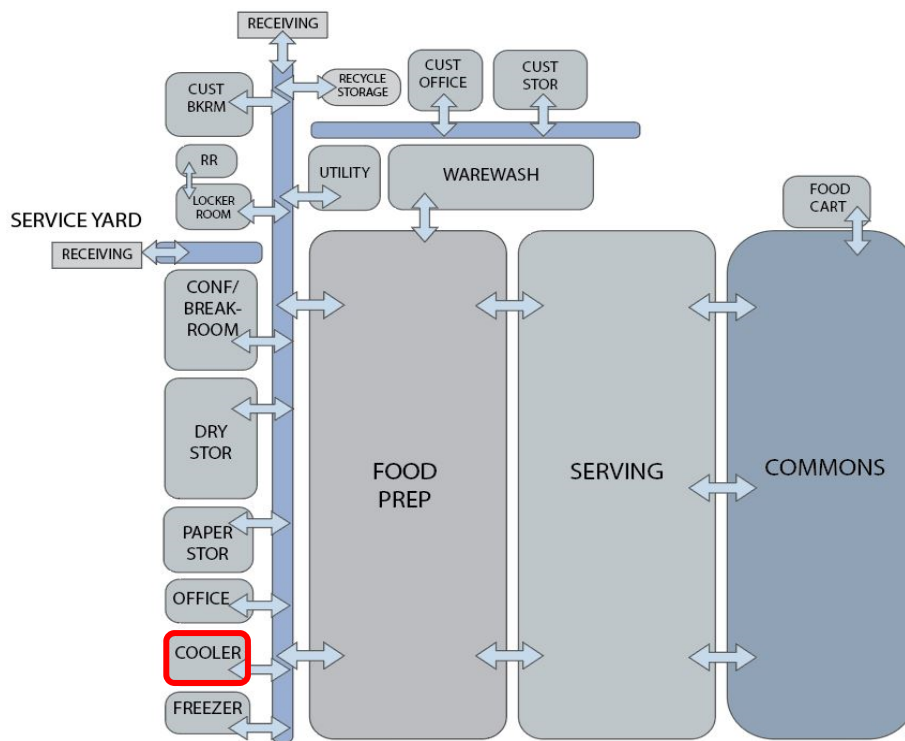 RECEIVING
RECYCLE
STORAGE
CUST
BKRM
CUST
OFFICE
CUST
STOR
RR
LOCKER
ROOM
UTILITY
WAREWASH
FOOD
CART
SERVICE YARD
RECEIVING
CONF/
BREAK-
ROOM
DRY
STOR
FOOD
PREP
SERVING
COMMONS
PAPER
STOR
OFFICE
COOLER
FREEZER